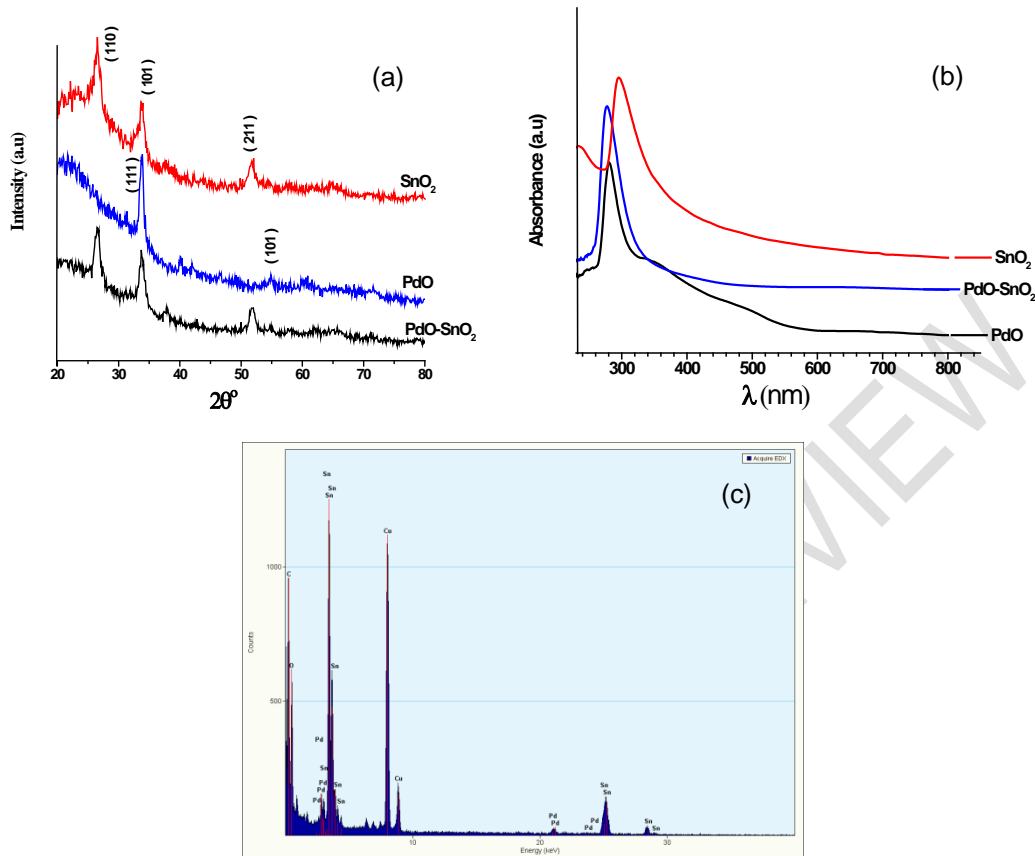 (a)
(110)
(101)
(211)
SnO₂
(111)
(101)
PdO
PdO-SnO₂
Intensity (a.u)
20 30 40 50 60 70 80
2θº
(b)
Absorbance (a.u)
SnO₂
PdO-SnO₂
PdO
300 400 500 600 700 800
λ (nm)
VIEW
(c)
Acquire EDX
Sn
Sn
Sn
Cu
C
O
Sn
Pd
Sn
Pd
Pd
Pd
Sn
Sn
Cu
Pd
Pd
Pd
Pd
Sn
Sn
Sn
Sn
1000
500
Counts
10 20 30
Energy (keV)